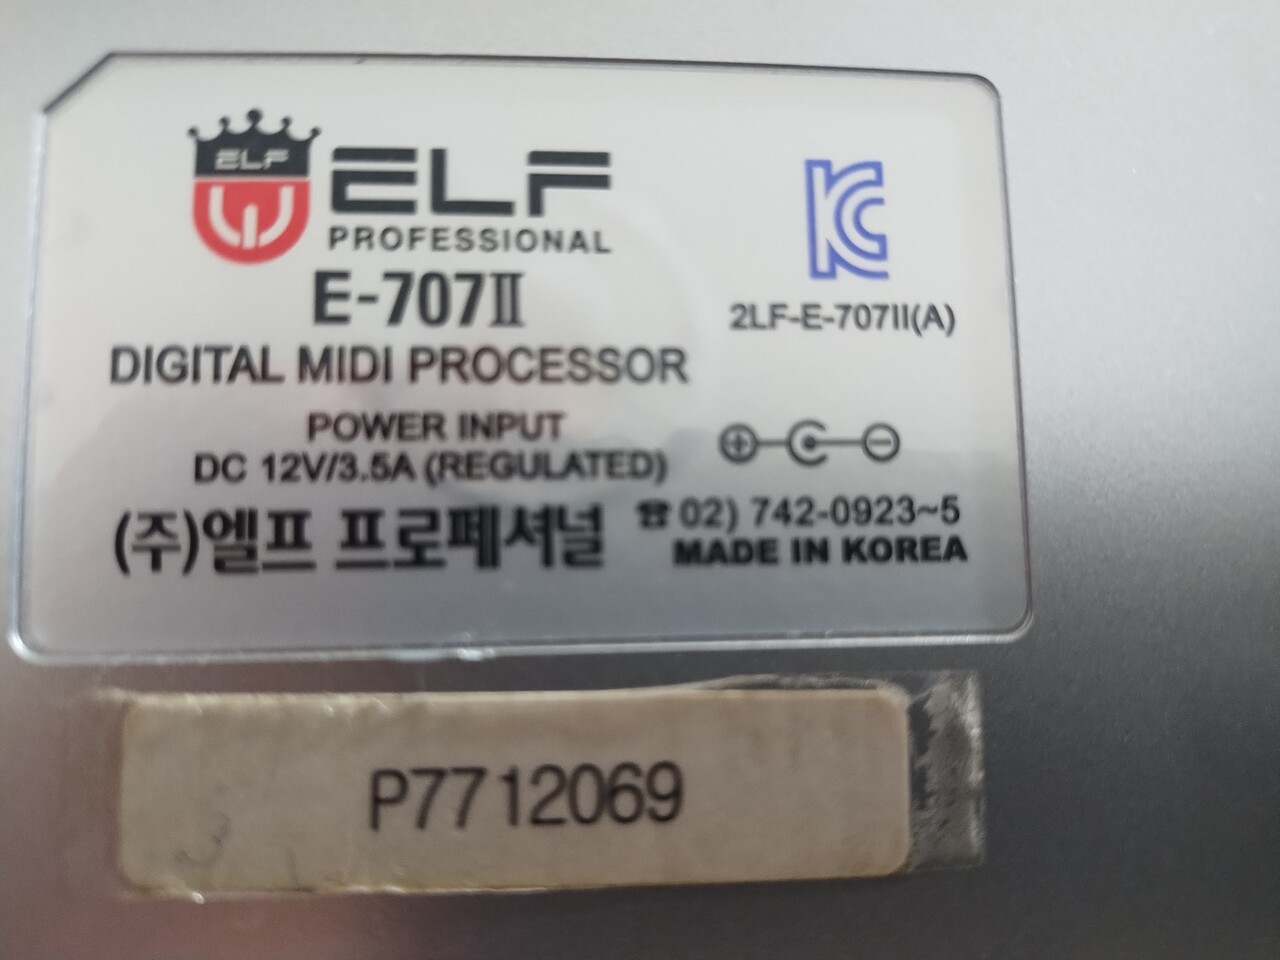 ELF
ELF
PROFESSIONAL
E-707Ⅱ
DIGITAL MIDI PROCESSOR
POWER INPUT
DC 12V/3.5A (REGULATED)
(주)엘프 프로페셔널
KC
2LF-E-707II(A)
☎ 02) 742-0923~5
MADE IN KOREA
P7712069